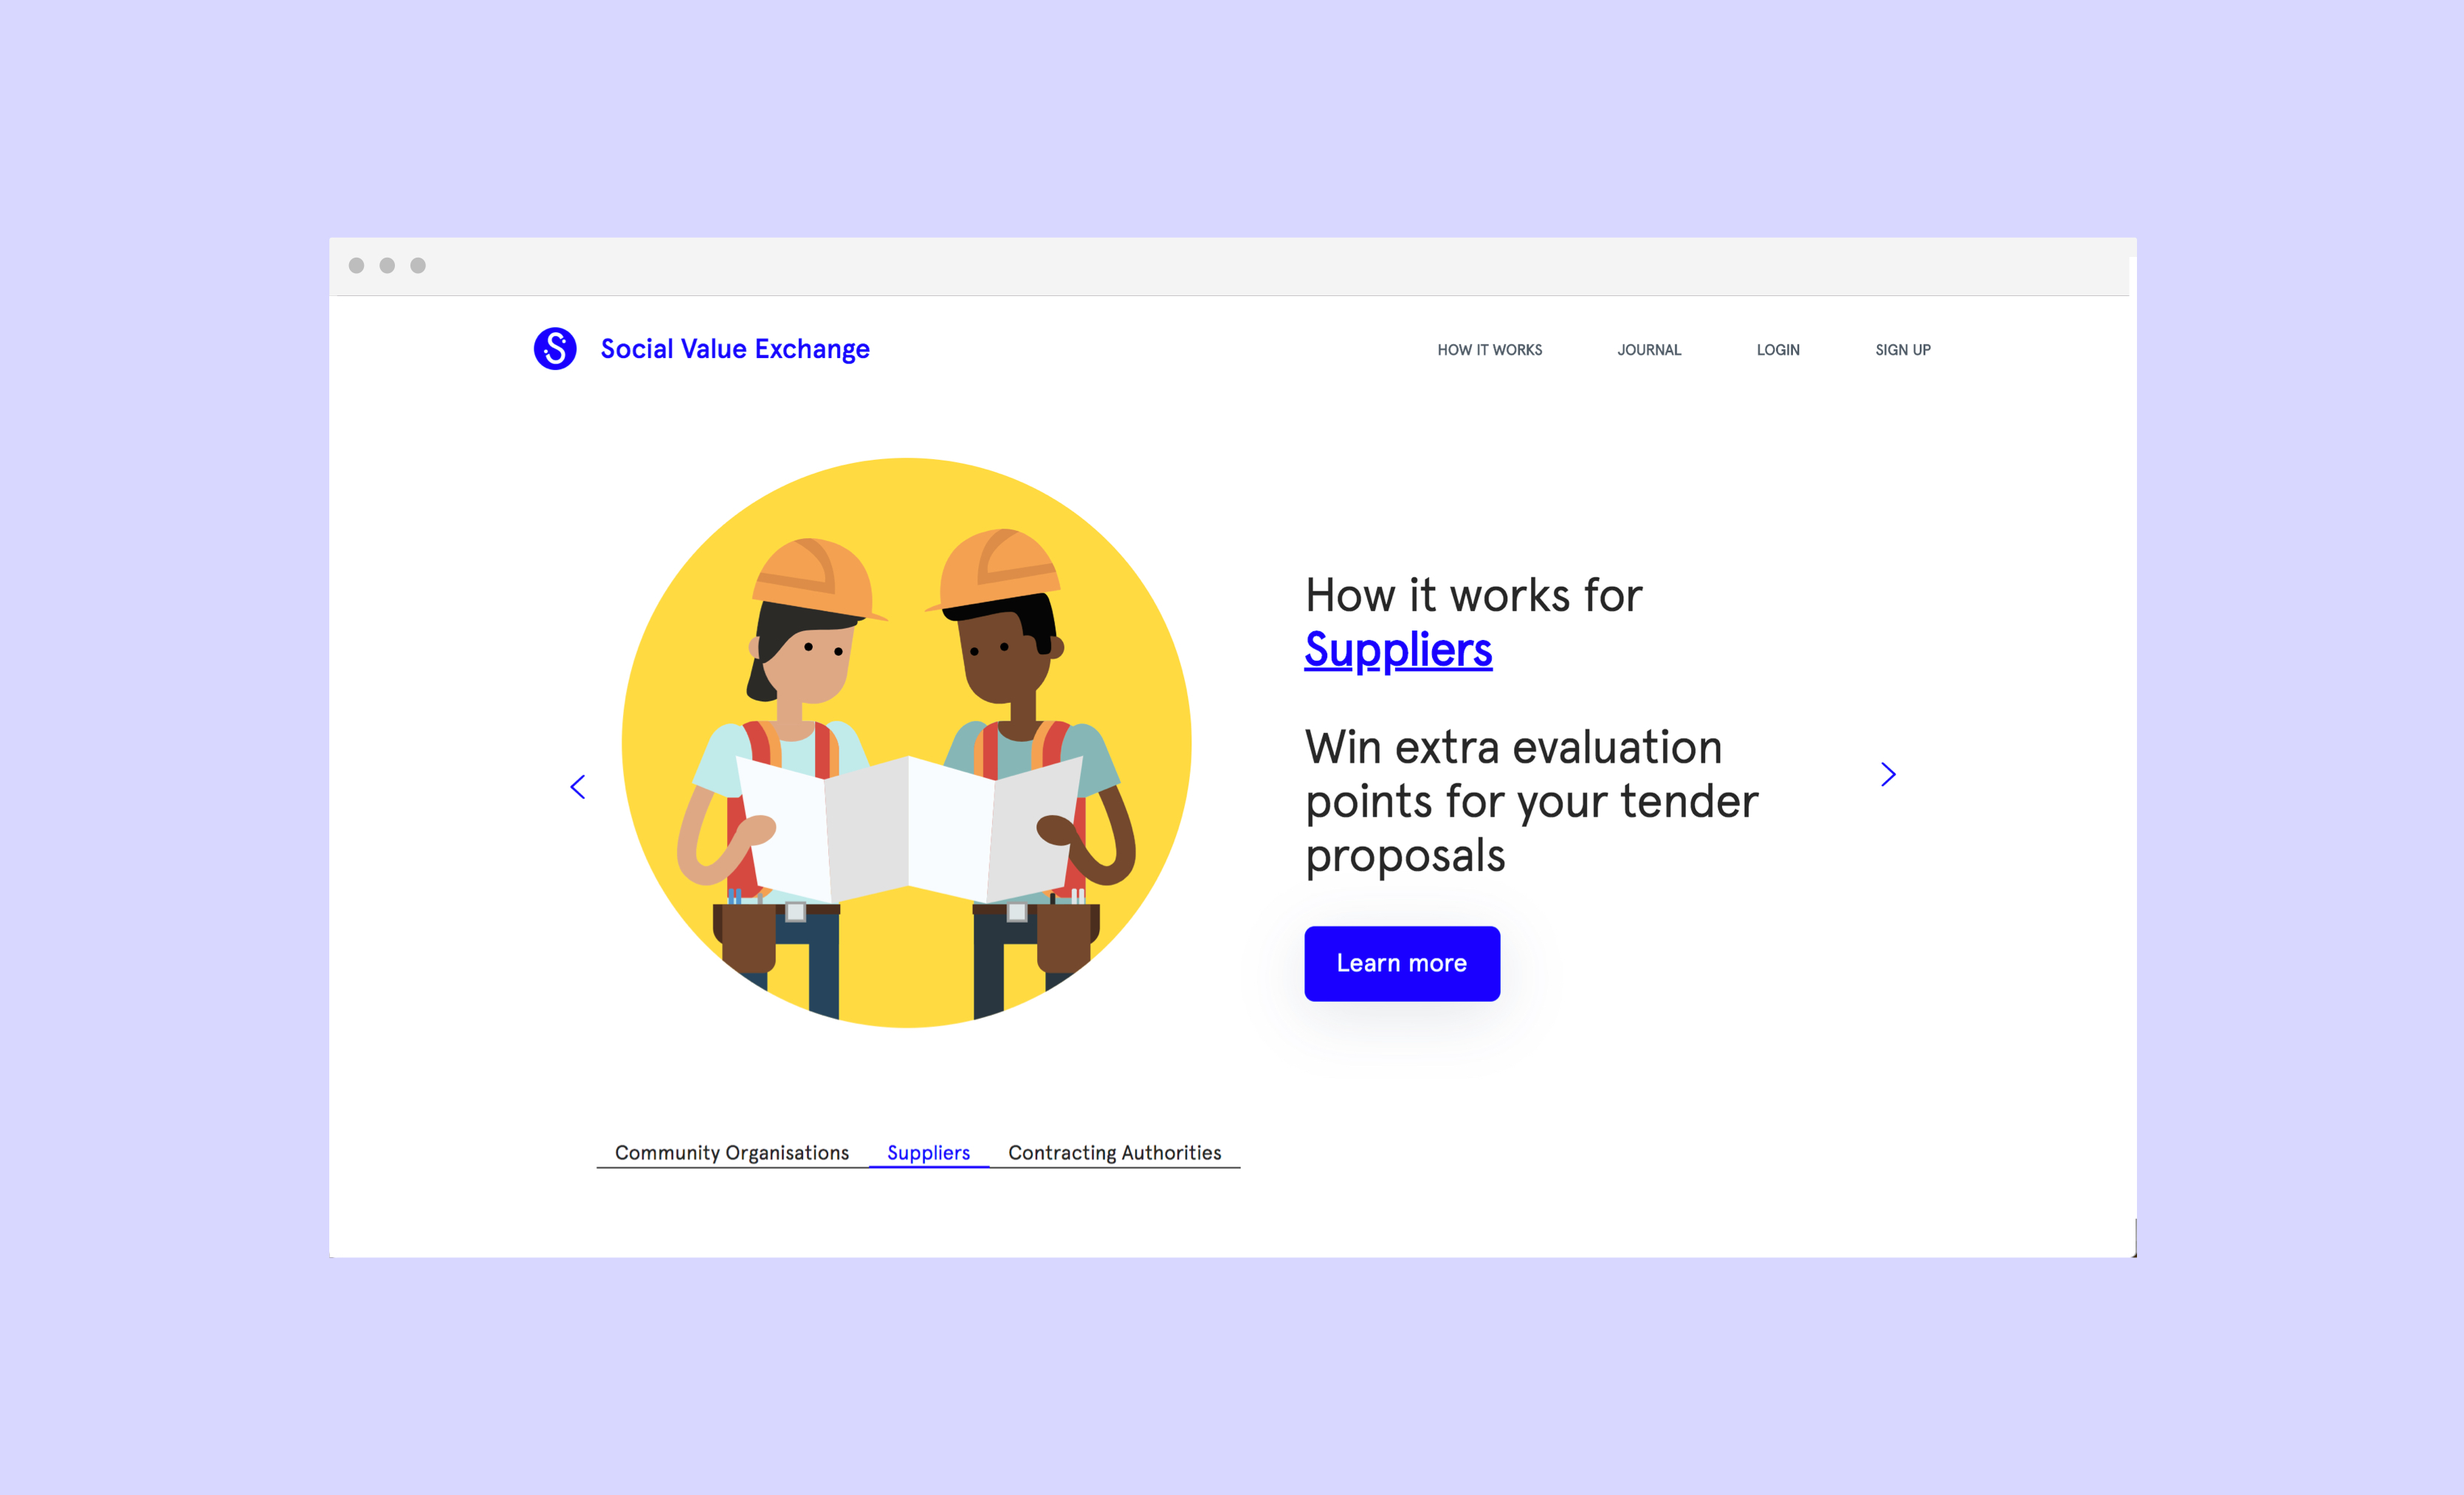 Social Value Exchange
HOW IT WORKS
JOURNAL
LOGIN
SIGN UP
How it works for
Suppliers
Win extra evaluation
points for your tender
proposals
Learn more
Community Organisations
Suppliers
Contracting Authorities